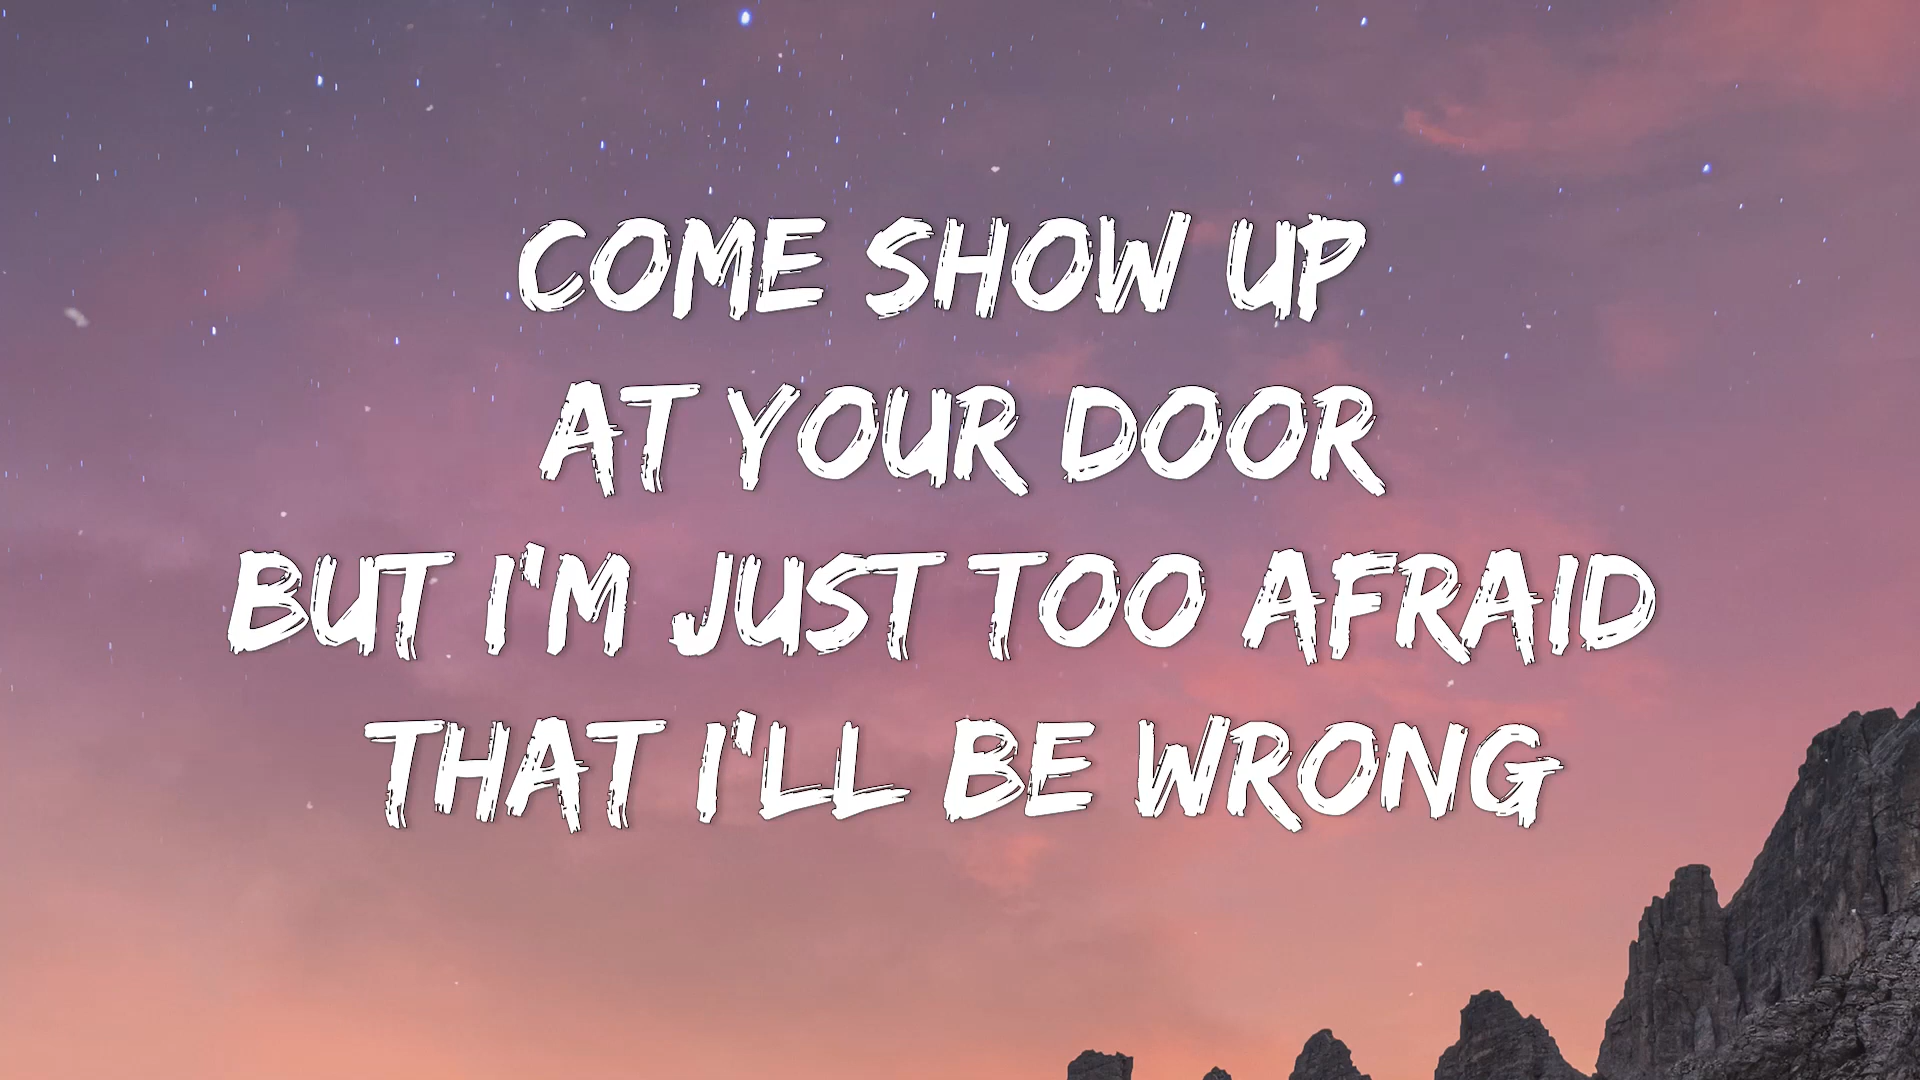 COME SHOW UP
AT YOUR DOOR
BUT I'M JUST TOO AFRAID
THAT I'LL BE WRONG